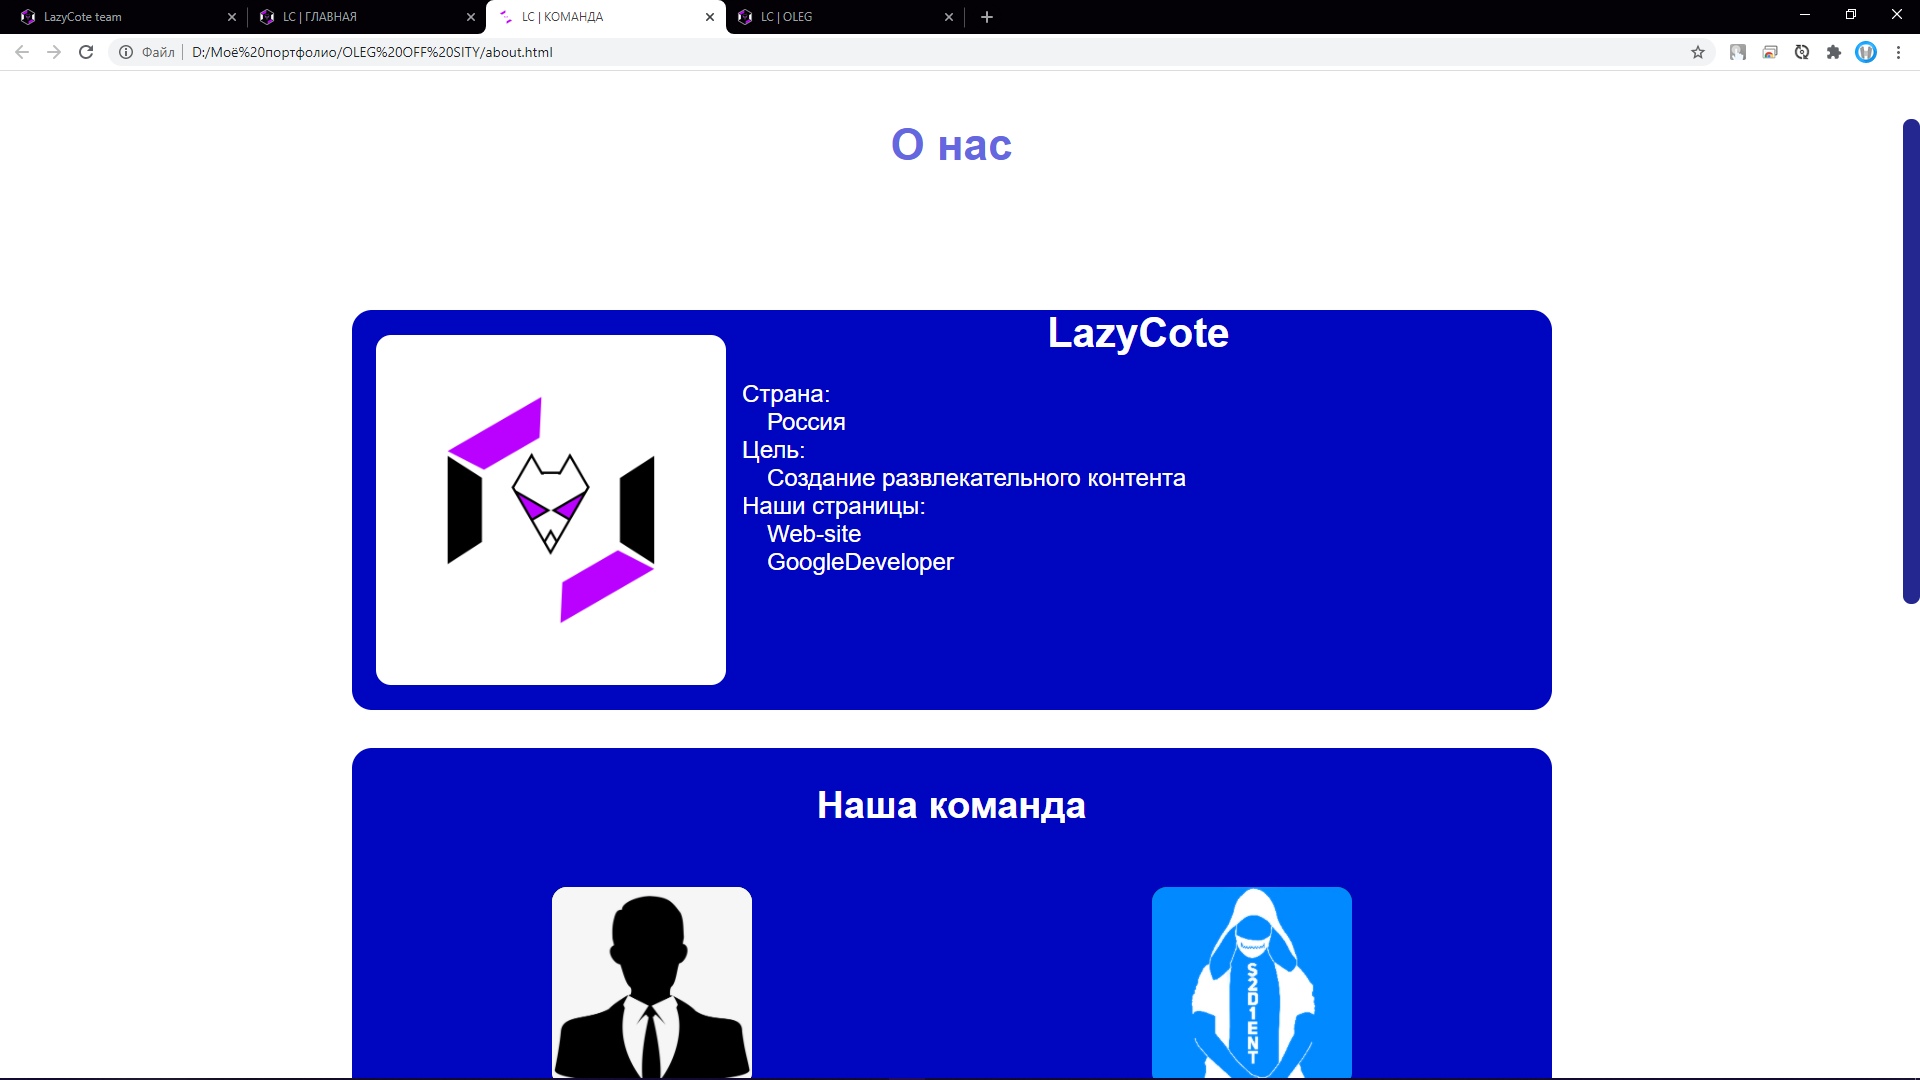 LazyCote team
LC | ГЛАВНАЯ
LC | КОМАНДА
LC | OLEG
Файл
D:/Моё%20портфолио/OLEG%20OFF%20SITY/about.html
О нас
LazyCote
Страна:
Россия
Цель:
Создание развлекательного контента
Наши страницы:
Web-site
GoogleDeveloper
Наша команда
S2D1ENT